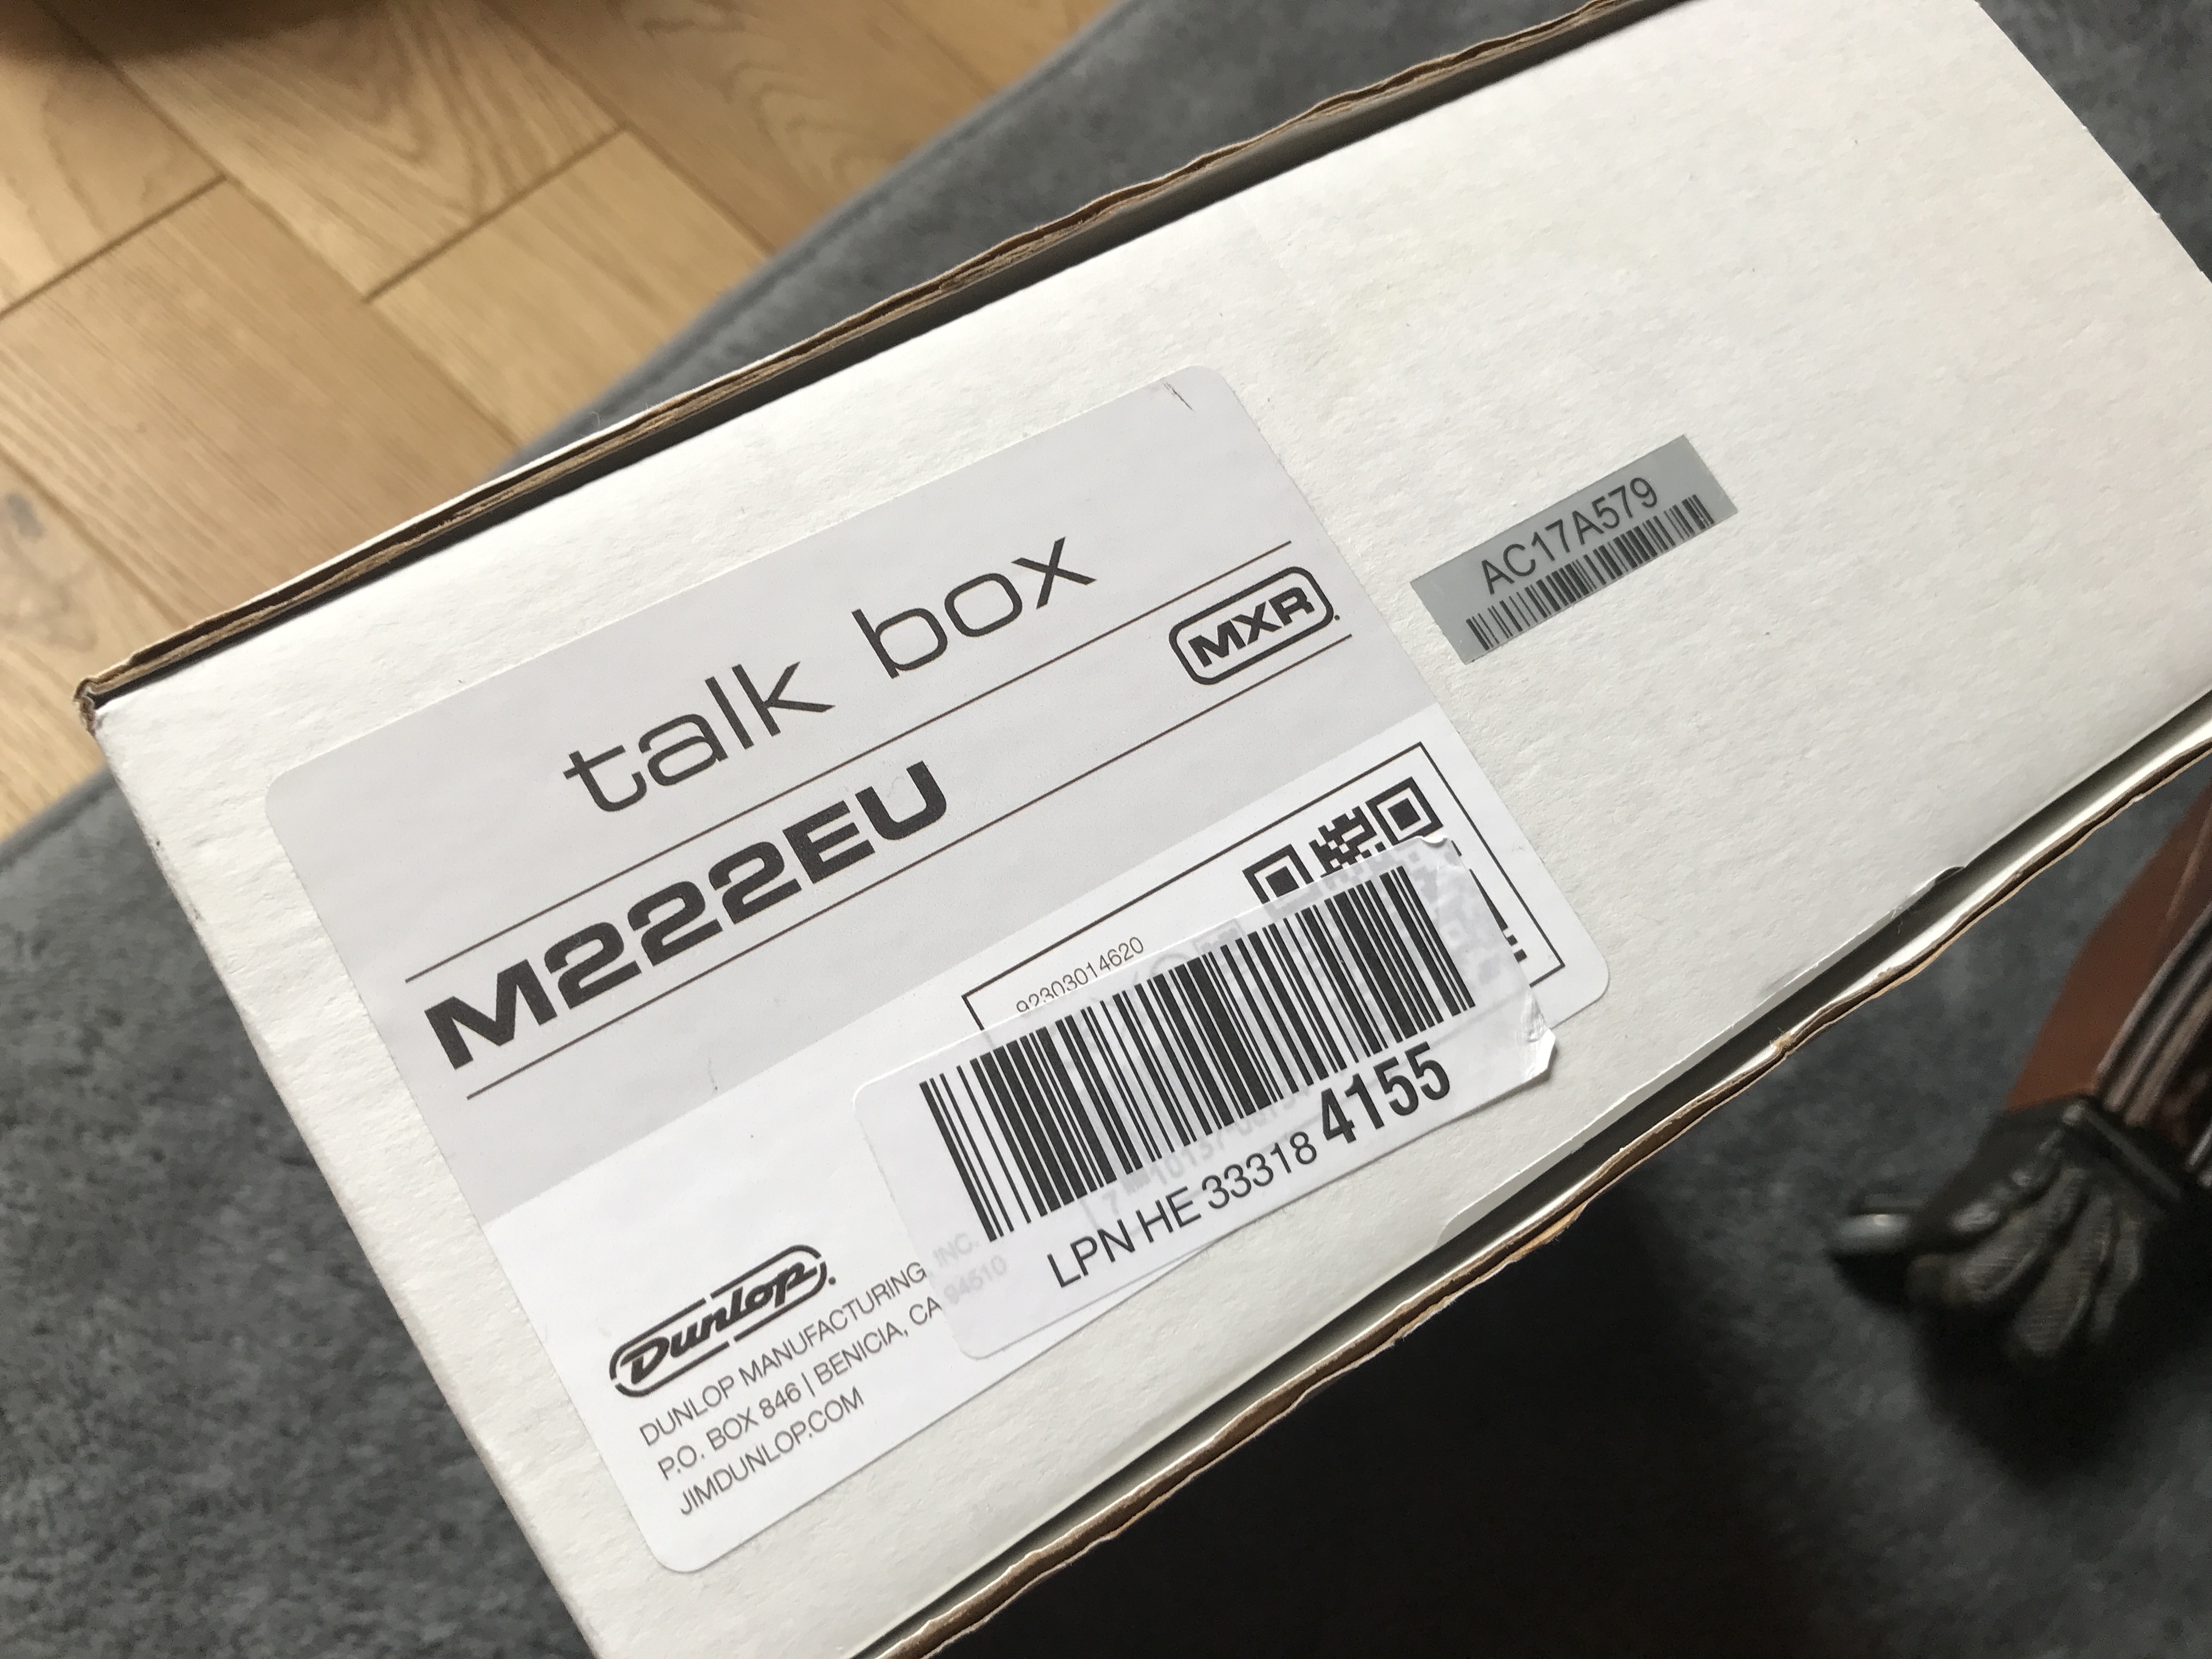 talk box
M222EU
MXR
AC17A579
92303014620
LPN HE 33318 4155
Dunlop
DUNLOP MANUFACTURING, INC.
P.O. BOX 846 | BENICIA, CA 94510
JIMDUNLOP.COM